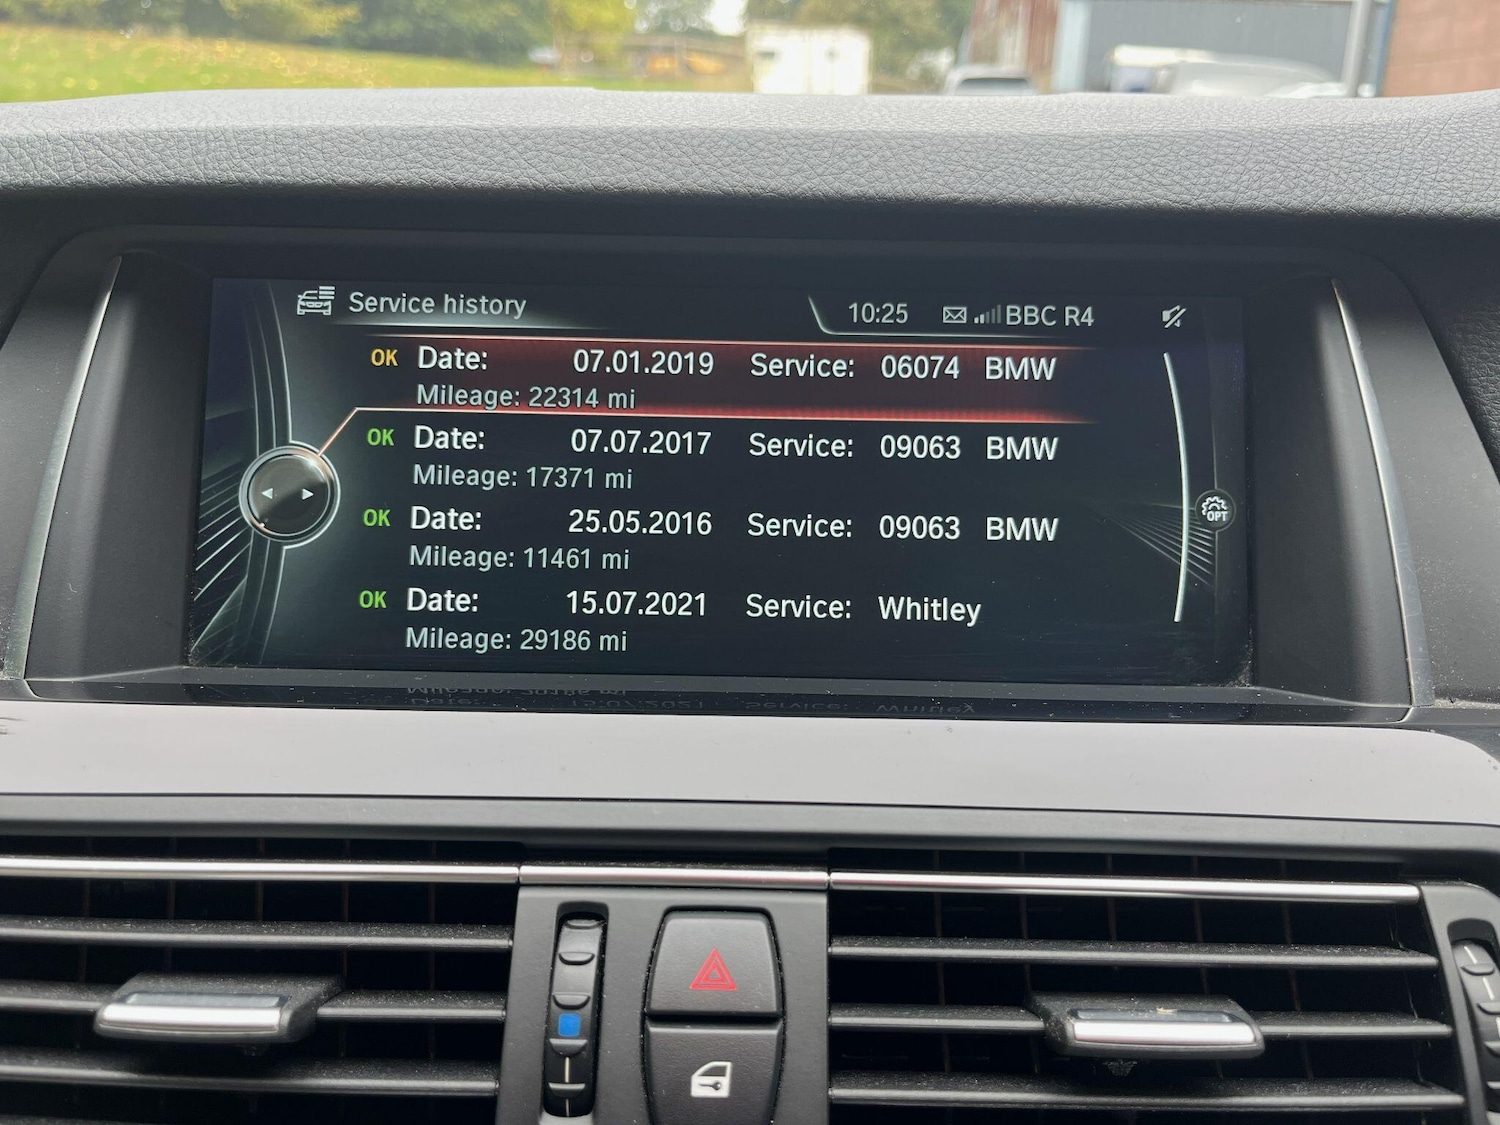 Service history
10:25 BBC R4
OK Date: 07.01.2019 Service: 06074 BMW
Mileage: 22314 mi
OK Date: 07.07.2017 Service: 09063 BMW
Mileage: 17371 mi
OK Date: 25.05.2016 Service: 09063 BMW
Mileage: 11461 mi
OK Date: 15.07.2021 Service: Whitley
Mileage: 29186 mi
OPT